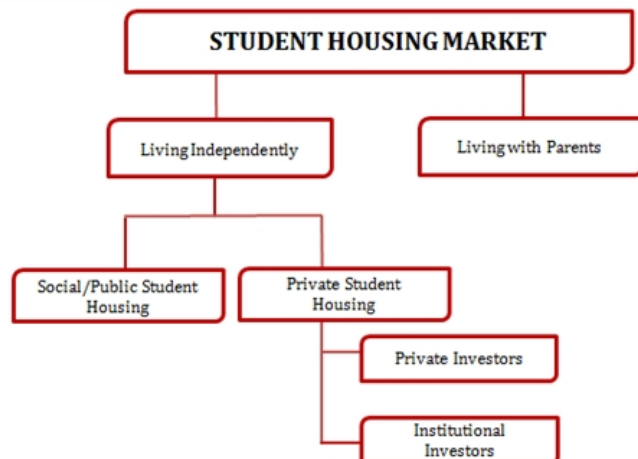 STUDENT HOUSING MARKET
Living Independently
Living with Parents
Social/Public Student
Housing
Private Student
Housing
Private Investors
Institutional
Investors